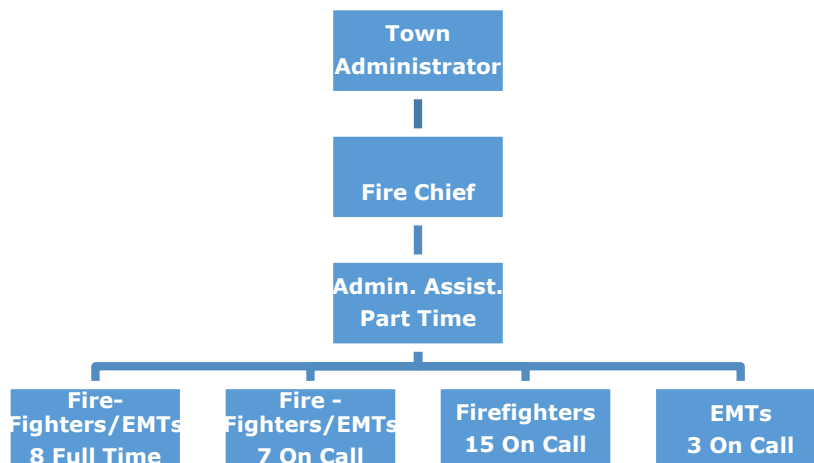 Town
Administrator
Fire Chief
Admin. Assist.
Part Time
Fire-
Fighters/EMTs
8 Full Time
Fire -
Fighters/EMTs
7 On Call
Firefighters
15 On Call
EMTs
3 On Call